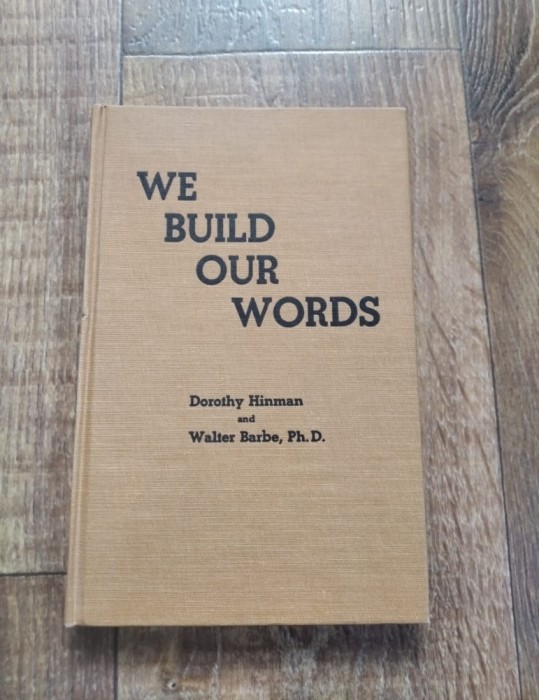 WE
BUILD
OUR
WORDS
Dorothy Hinman
and
Walter Barbe, Ph.D.